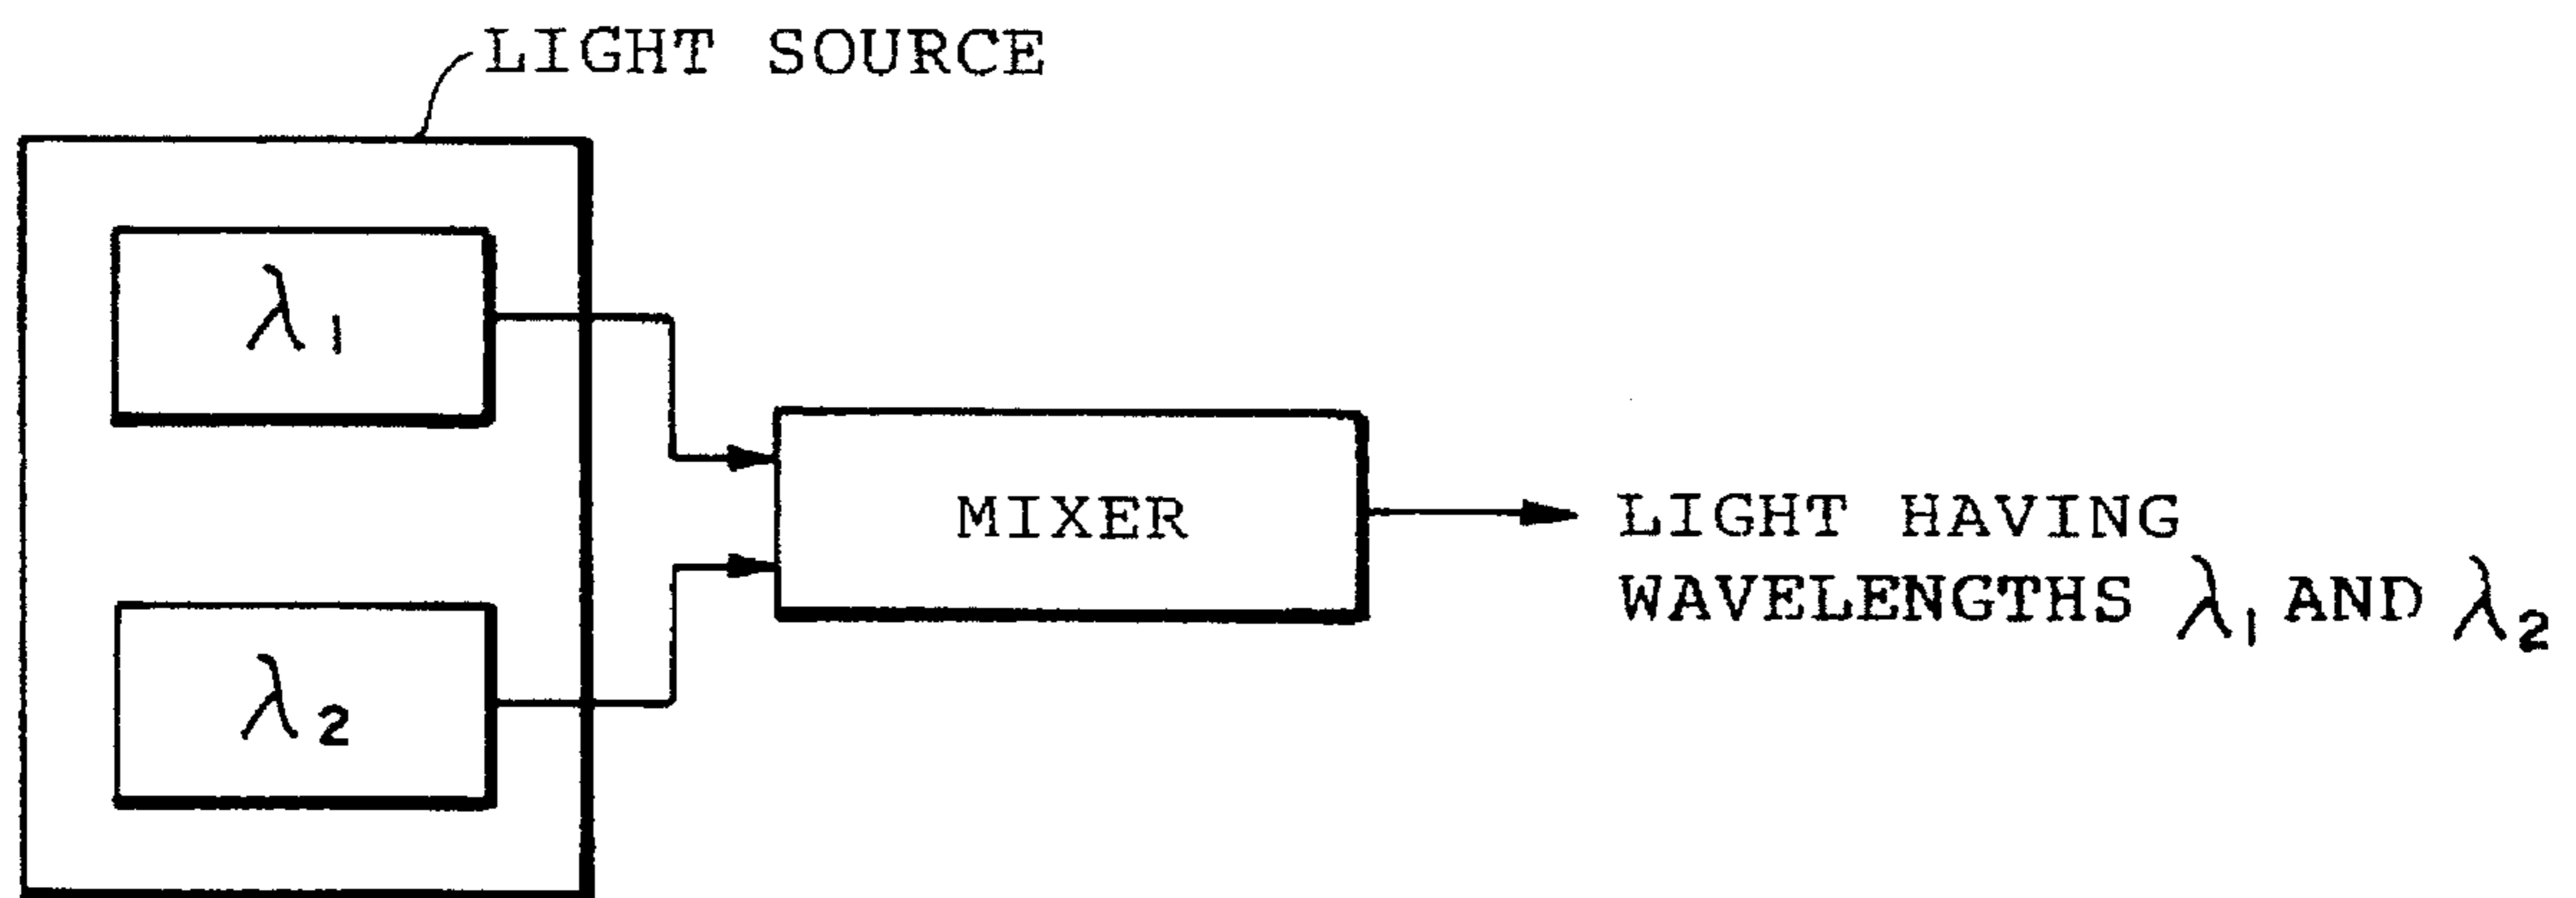 LIGHT SOURCE
λ1
λ2
MIXER
LIGHT HAVING
WAVELENGTHS λ1 AND λ2